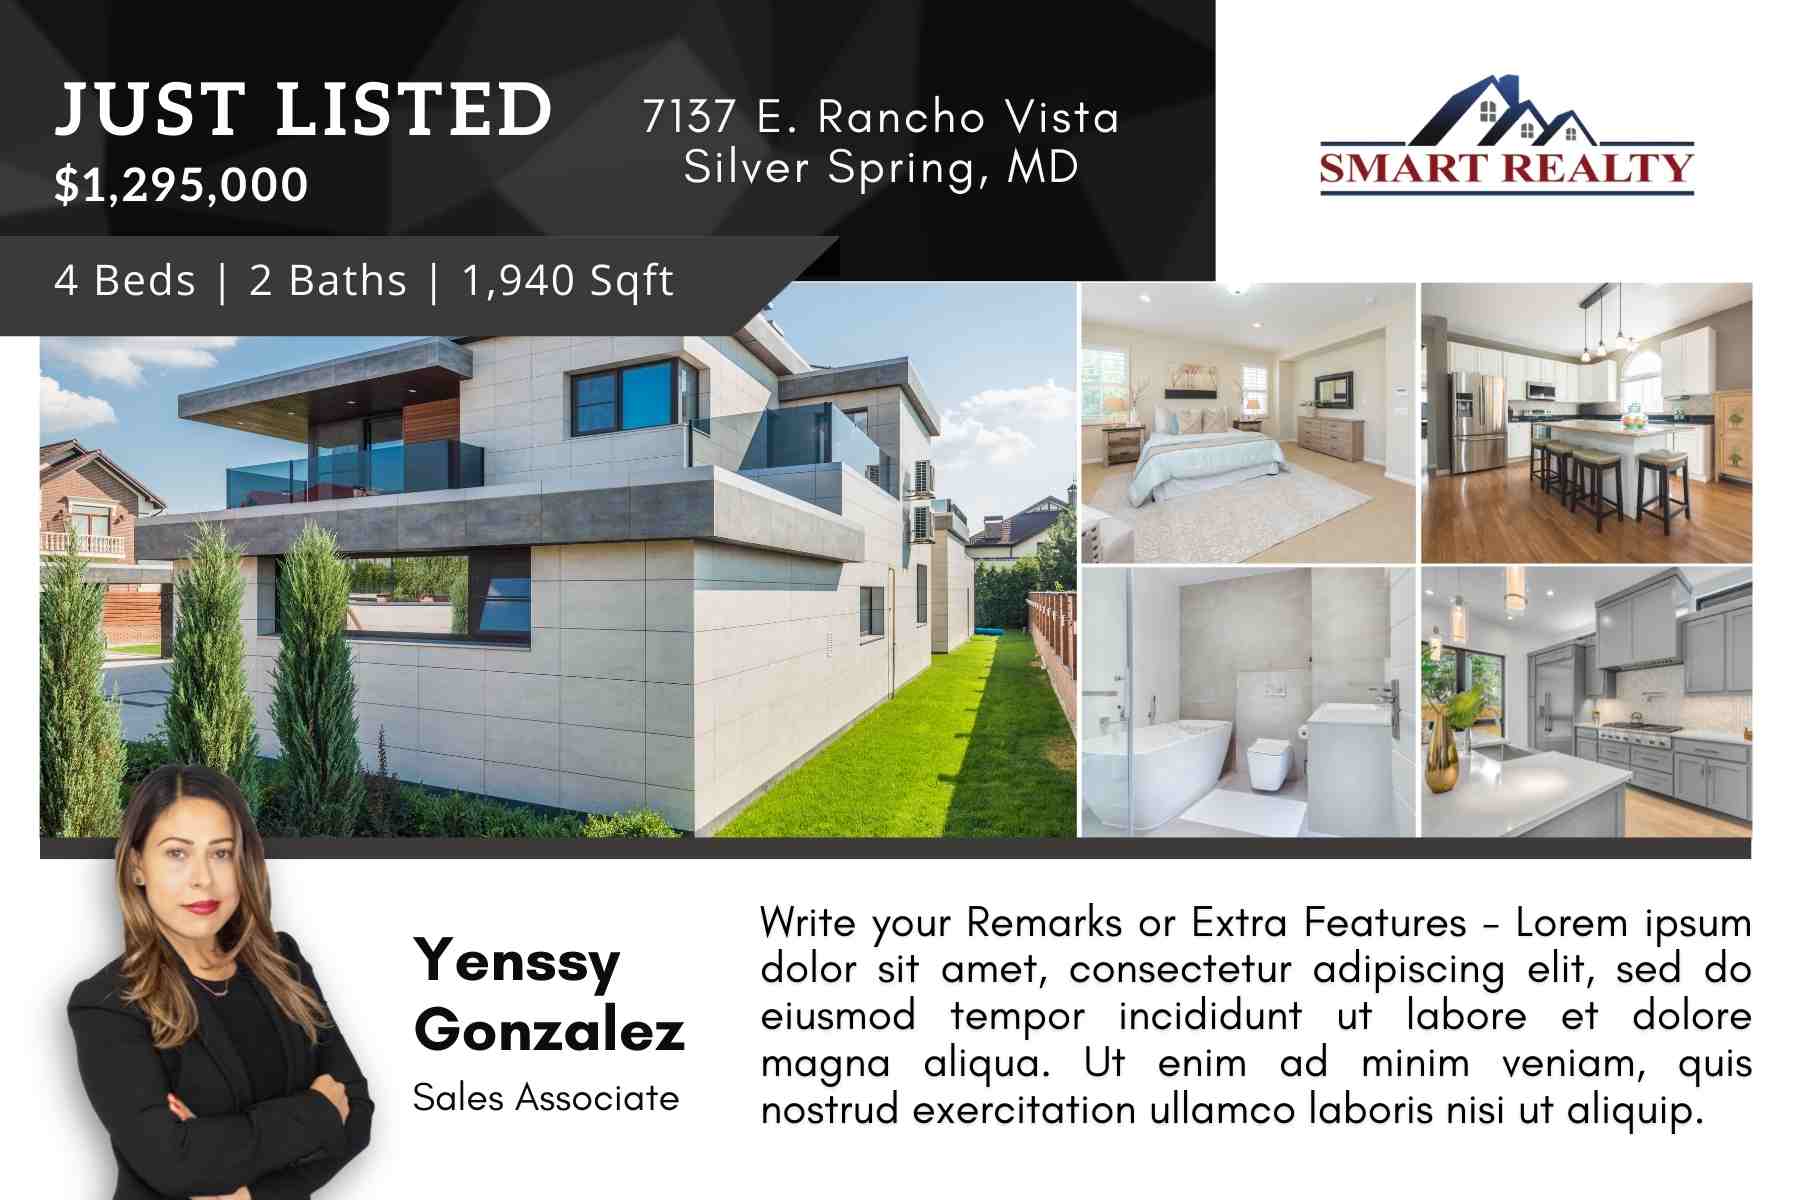 JUST LISTED
$1,295,000
7137 E. Rancho Vista
Silver Spring, MD
SMART REALTY
4 Beds | 2 Baths | 1,940 Sqft
Yenssy
Gonzalez
Sales Associate
Write your Remarks or Extra Features - Lorem ipsum
dolor sit amet, consectetur adipiscing elit, sed do
eiusmod tempor incididunt ut labore et dolore
magna aliqua. Ut enim ad minim veniam, quis
nostrud exercitation ullamco laboris nisi ut aliquip.